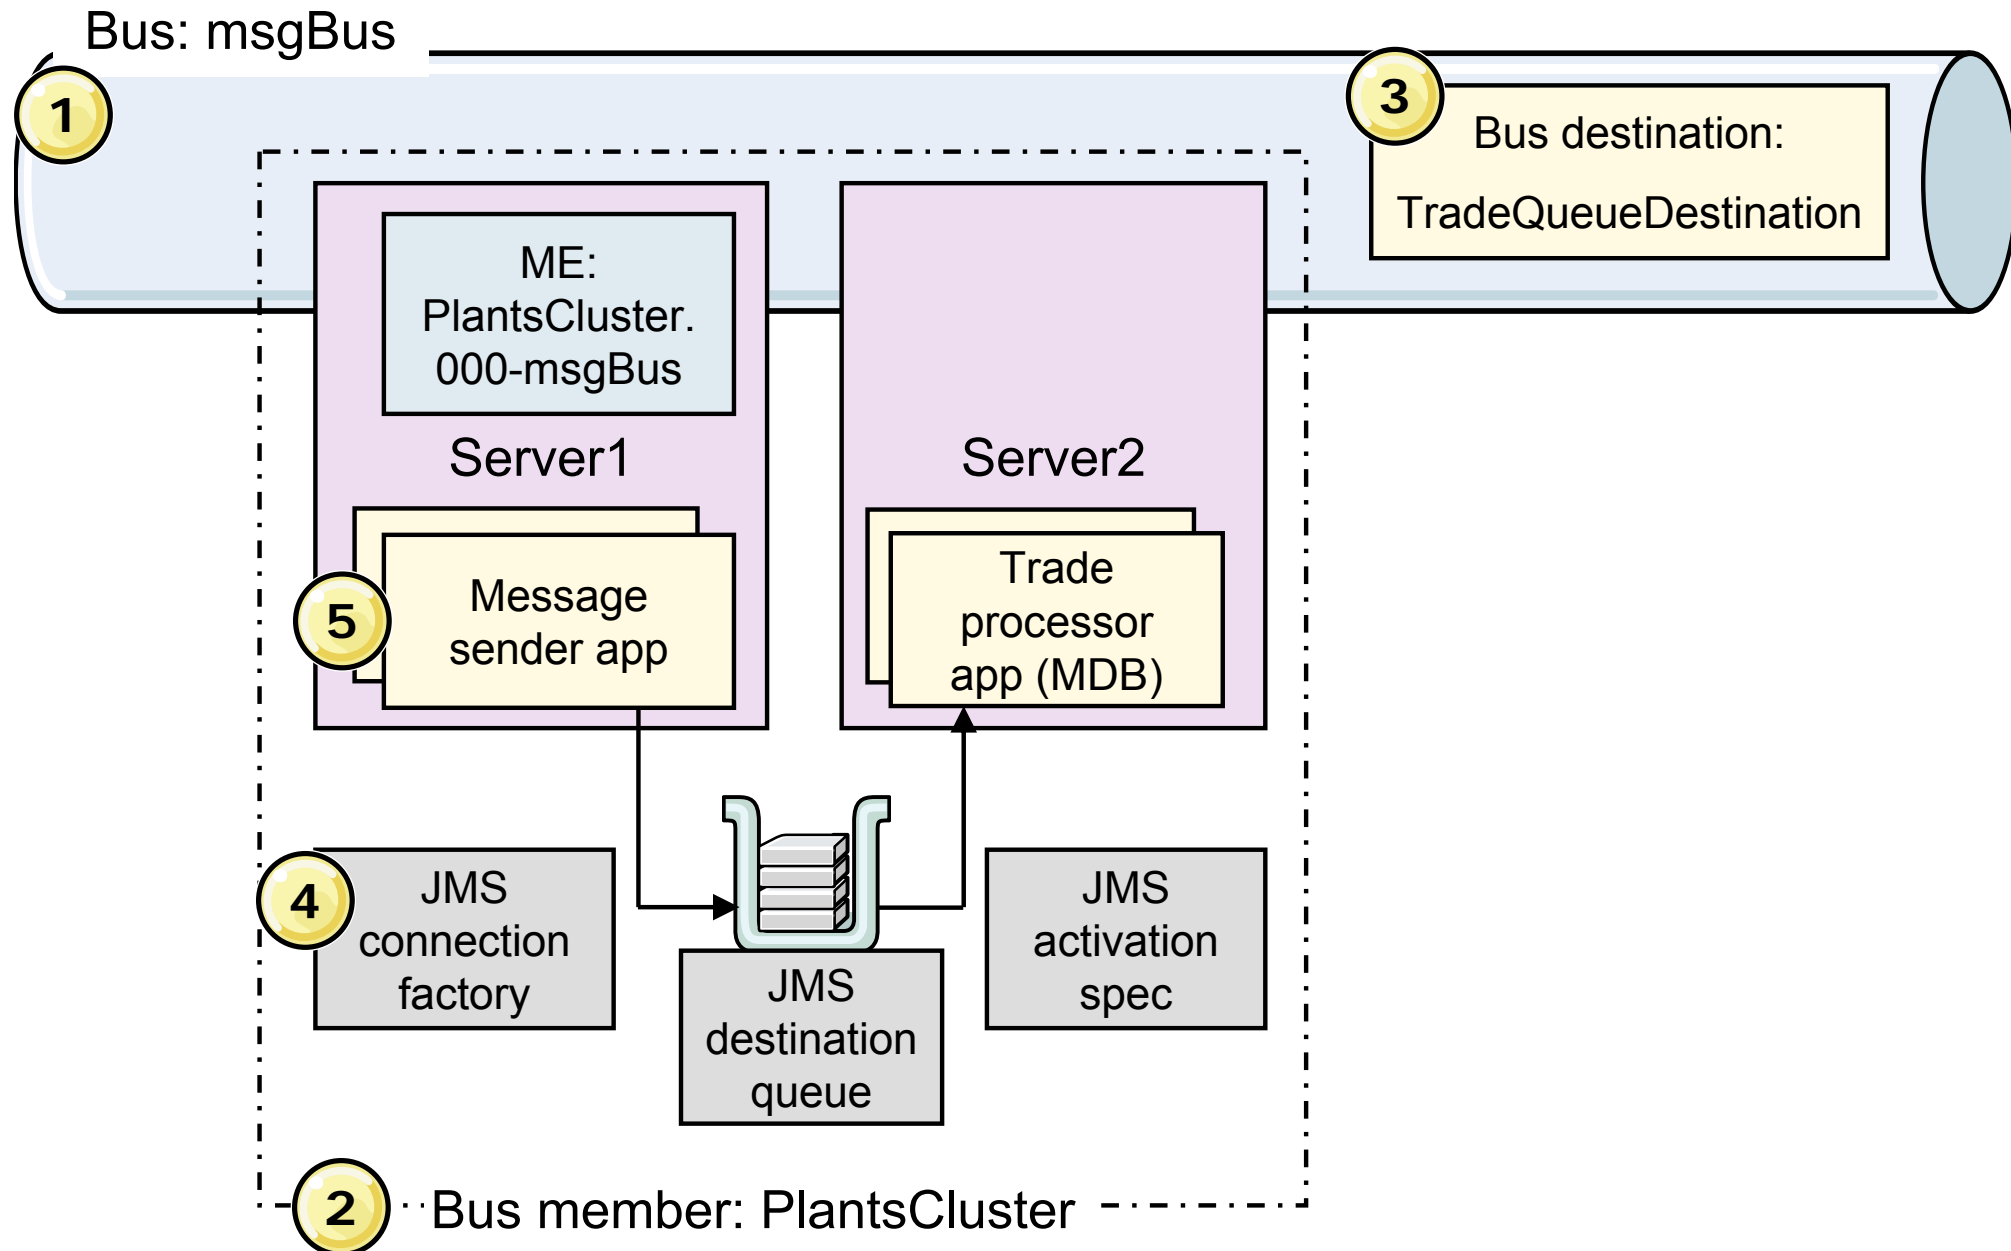 Bus: msgBus
1
3
Bus destination:
TradeQueueDestination
ME:
PlantsCluster.
000-msgBus
Server1
Server2
5
Message
sender app
Trade
processor
app (MDB)
4
JMS
connection
factory
JMS
destination
queue
JMS
activation
spec
2
Bus member: PlantsCluster